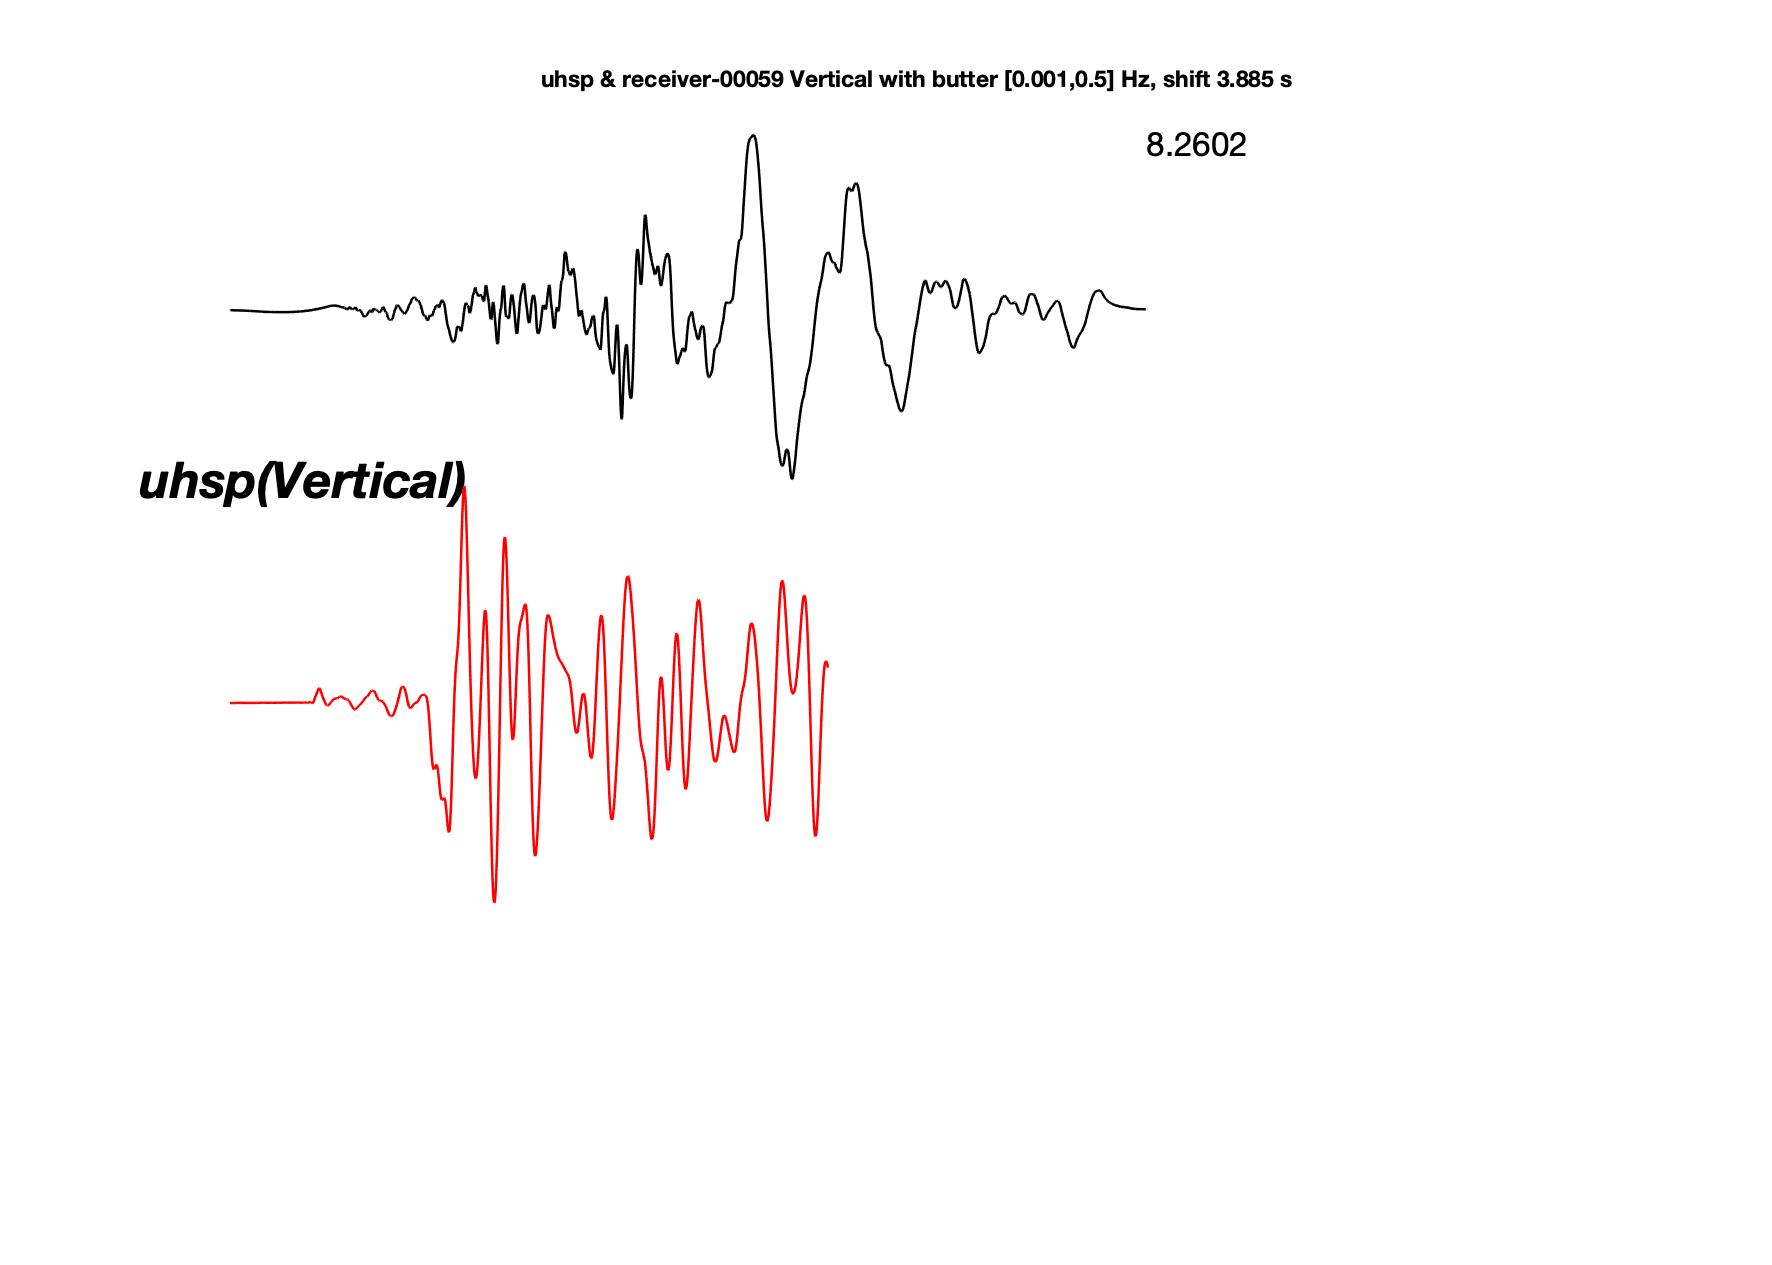 uhsp & receiver-00059 Vertical with butter [0.001,0.5] Hz, shift 3.885 s
8.2602
uhsp(Vertical)